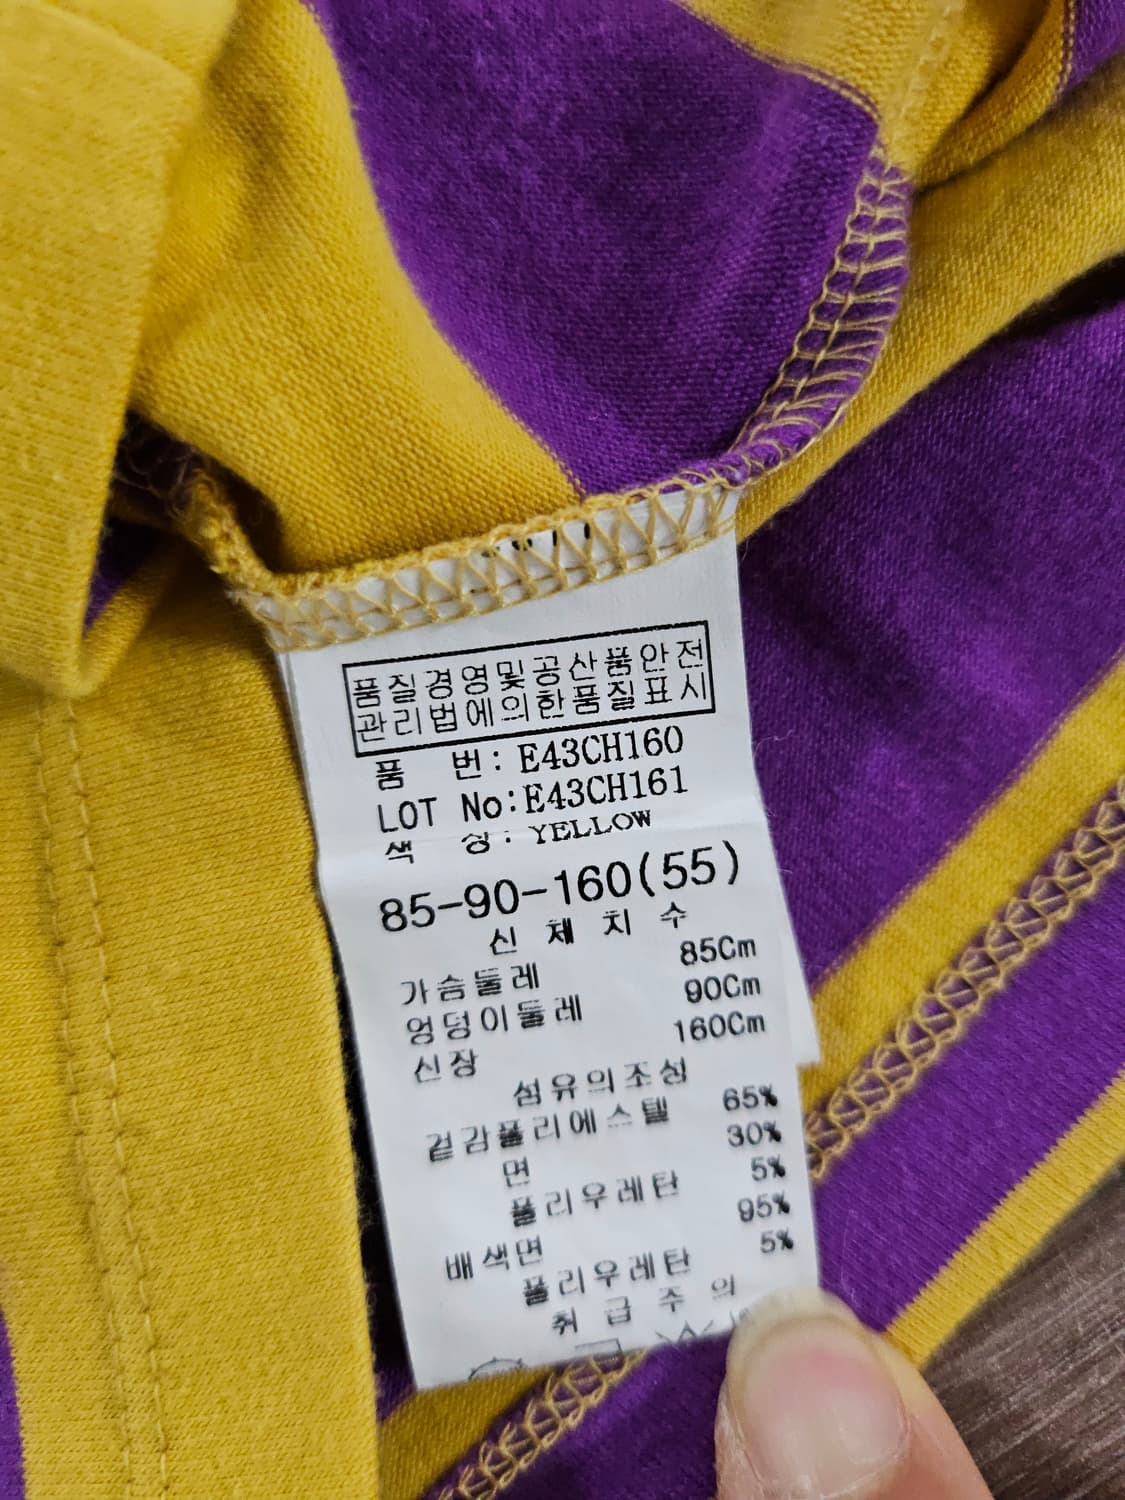 품질경영및공산품안전
관리법에의한품질표시
품 번: E43CH160
LOT No:E43CH161
색 상: YELLOW
85-90-160(55)
신체치수
가슴둘레 85Cm
엉덩이둘레 90Cm
신장 160Cm
섬유의조성
겉감폴리에스텔 65%
면 30%
폴리우레탄 5%
배색면 95%
폴리우레탄 5%
취급주의